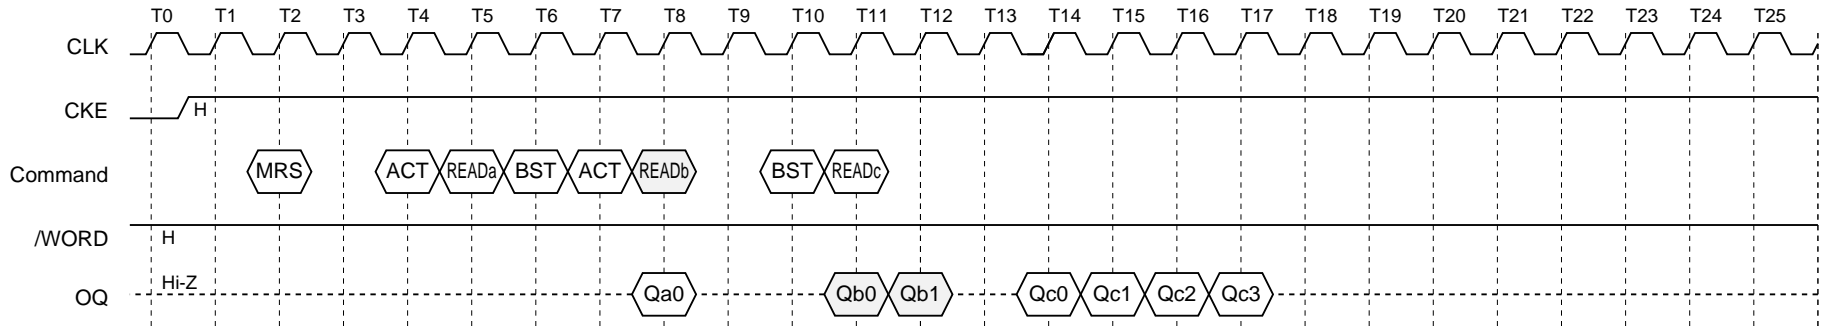 T0 T1 T2 T3 T4 T5 T6 T7 T8 T9 T10 T11 T12 T13 T14 T15 T16 T17 T18 T19 T20 T21 T22 T23 T24 T25
CLK
CKE H
Command MRS ACT READa BST ACT READb BST READc
/WORD H
OQ Hi-Z Qa0 Qb0 Qb1 Qc0 Qc1 Qc2 Qc3